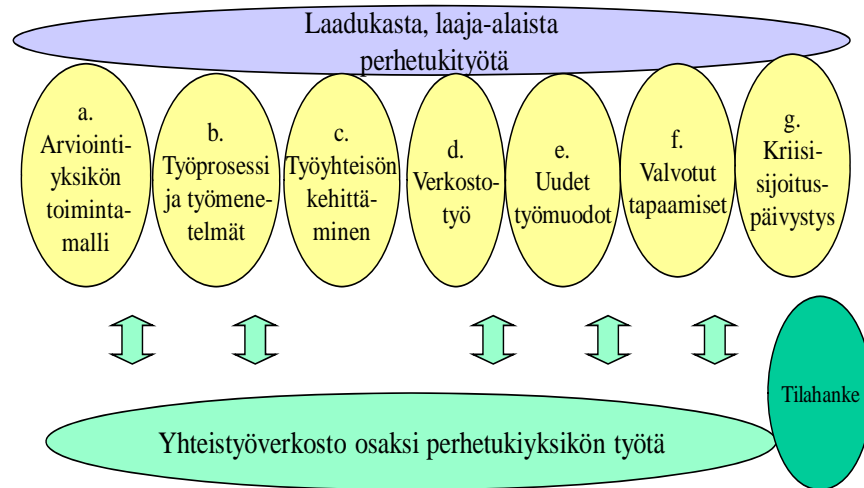 Laadukasta, laaja-alaista
perhetukityötä
a.
Arviointi-
yksikön
toiminta-
malli
b.
Työprosessi
ja työmene-
telmät
c.
Työyhteisön
kehittä-
minen
d.
Verkosto-
työ
e.
Uudet
työmuodot
f.
Valvotut
tapaamiset
g.
Kriisi-
sijoitus-
päivystys
Tilahanke
Yhteistyöverkosto osaksi perhetukiyksikön työtä